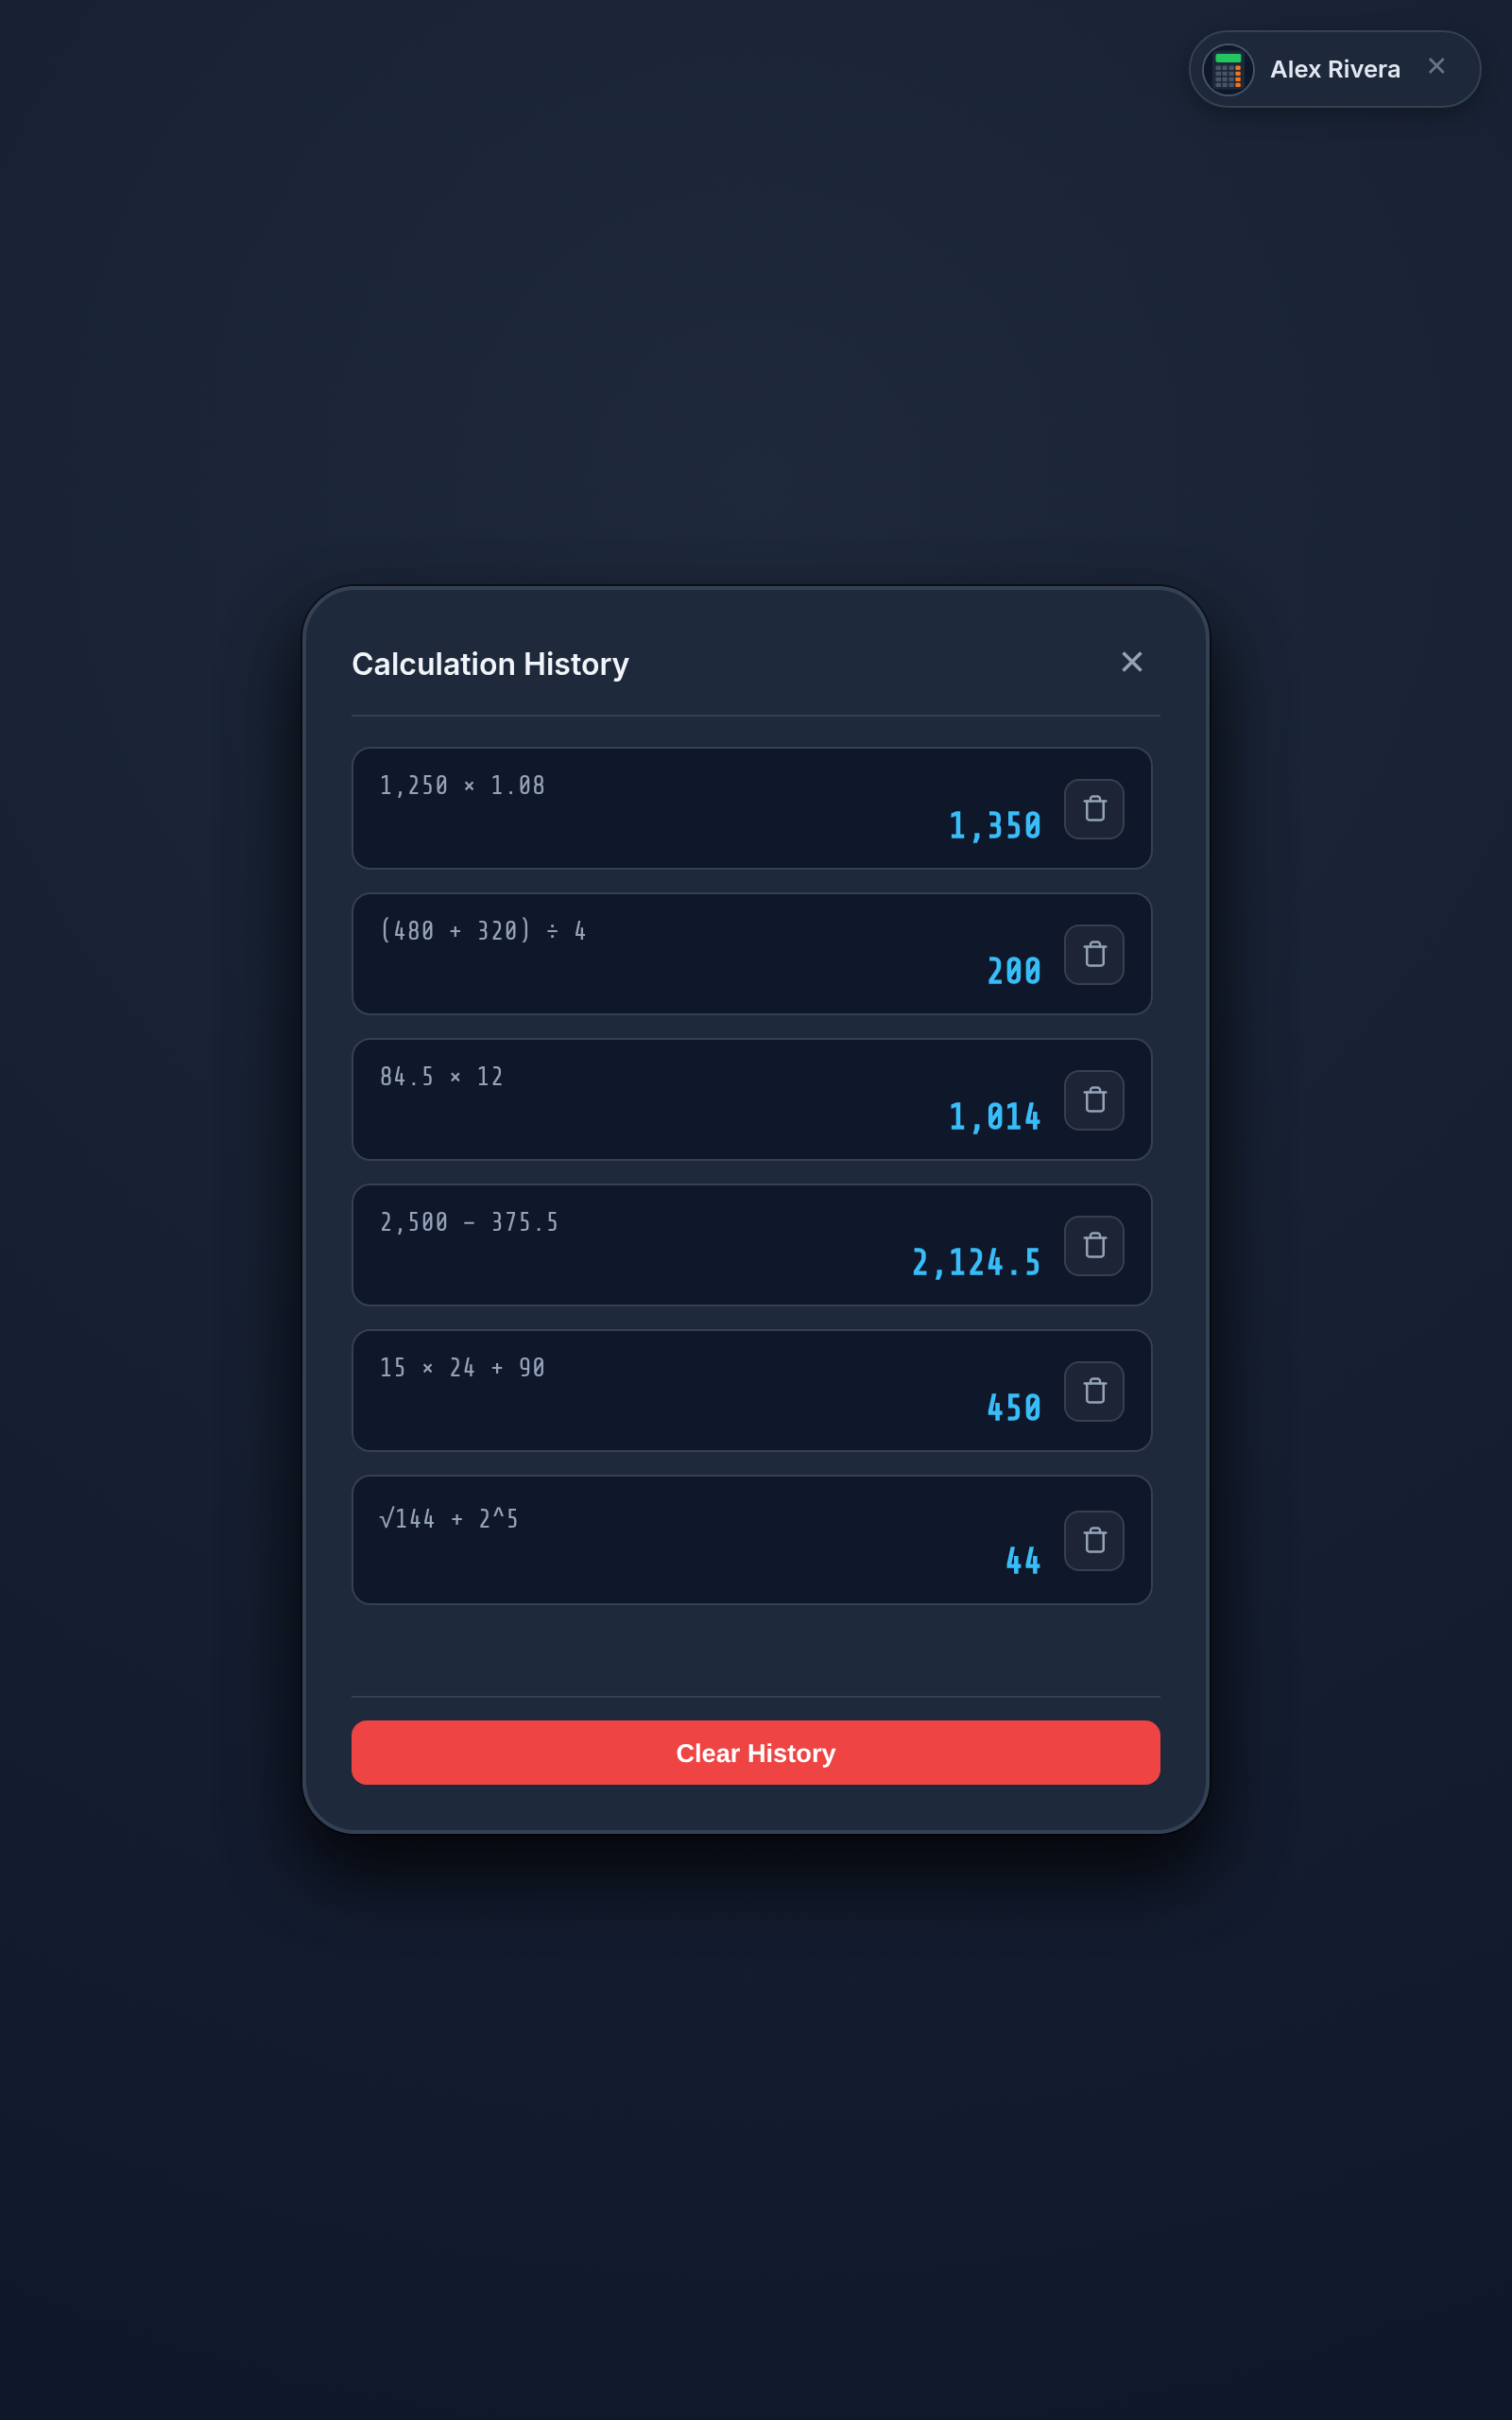 Alex Rivera ✕
Calculation History ✕
1,250 × 1.08
1,350
(480 + 320) ÷ 4
200
84.5 × 12
1,014
2,500 − 375.5
2,124.5
15 × 24 + 90
450
√144 + 2^5
44
Clear History